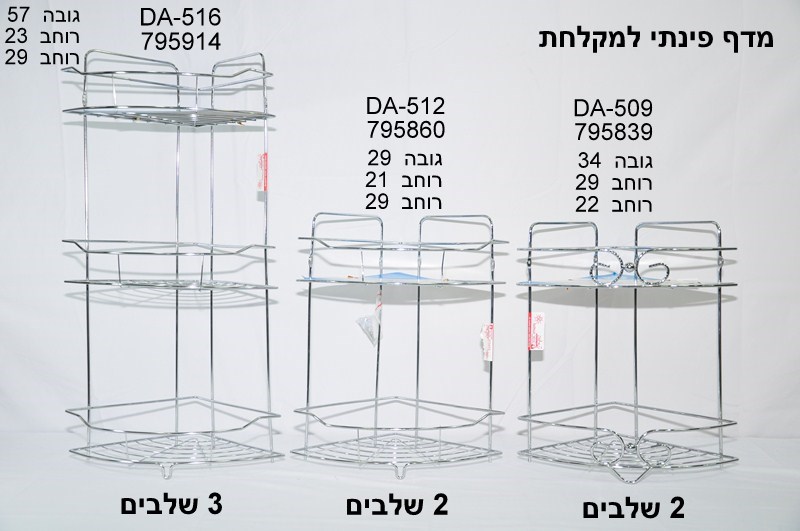 מדף פינתי למקלחת
DA-516
795914
גובה 57
רוחב 23
רוחב 29
DA-512
795860
גובה 29
רוחב 21
רוחב 29
DA-509
795839
גובה 34
רוחב 29
רוחב 22
3 שלבים
2 שלבים
2 שלבים